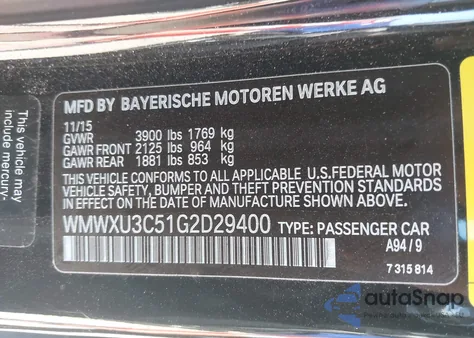 This vehicle may
include mercury-
MFD BY BAYERISCHE MOTOREN WERKE AG
11/15
GVWR 3900 lbs 1769 kg
GAWR FRONT 2125 lbs 964 kg
GAWR REAR 1881 lbs 853 kg
THIS VEHICLE CONFORMS TO ALL APPLICABLE U.S.FEDERAL MOTOR
VEHICLE SAFETY, BUMPER AND THEFT PREVENTION STANDARDS
IN EFFECT ON THE DATE OF MANUFACTURE SHOWN ABOVE.
WMWXU3C51G2D29400 TYPE: PASSENGER CAR
A94/9
7 315 814
autoSnap